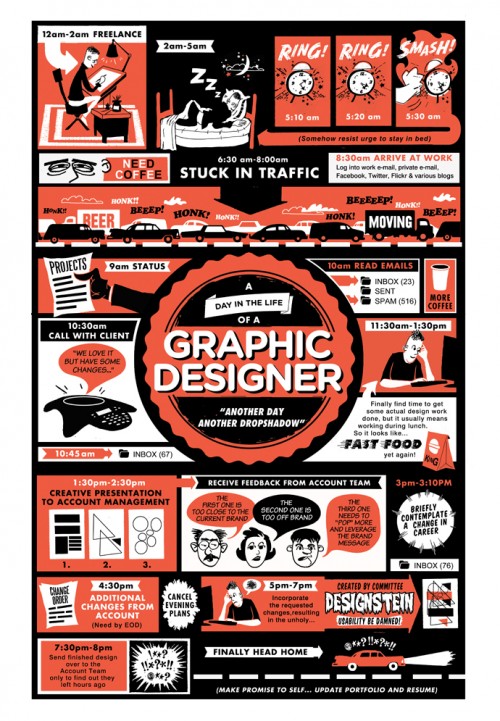 12am-2am FREELANCE
2am-5am
Z Z Z Z
RING!
5:10 am
RING!
5:20 am
SMASH!
5:30 am
(Somehow resist urge to stay in bed)
NEED
COFFEE
6:30 am-8:00am
STUCK IN TRAFFIC
8:30am ARRIVE AT WORK
Log into work e-mail, private e-mail,
Facebook, Twitter, Flickr & various blogs
HONK!!
BEER
HONK!!
BEEEP!
HONK!
HONK!!
HONK!
BEEEEEP!
MOVING
HONK!!
BEEEP!
PROJECTS
9am STATUS
10am READ EMAILS
INBOX (23)
SENT
SPAM (516)
MORE
COFFEE
A
DAY IN THE LIFE
OF A
GRAPHIC
DESIGNER
"ANOTHER DAY
ANOTHER DROPSHADOW"
10:30am
CALL WITH CLIENT
"WE LOVE IT
BUT HAVE SOME
CHANGES..."
10:45am
INBOX (67)
11:30am-1:30pm
Finally find time to get
some actual design work
done, but it usually means
working during lunch.
So it looks like...
FAST FOOD
yet again!
KING
1:30pm-2:30pm
CREATIVE PRESENTATION
TO ACCOUNT MANAGEMENT
1.
2.
3.
RECEIVE FEEDBACK FROM ACCOUNT TEAM
THE
FIRST ONE IS
TOO CLOSE TO THE
CURRENT BRAND
THE
SECOND ONE IS
TOO OFF BRAND
THE
THIRD ONE
NEEDS TO
"POP" MORE
AND LEVERAGE
THE BRAND
MESSAGE
3pm-3:10PM
BRIEFLY
CONTEMPLATE
A CHANGE IN
CAREER
INBOX (76)
CHANGE
ORDER
4:30pm
ADDITIONAL
CHANGES FROM
ACCOUNT
(Need by EOD)
CANCEL
EVENING
PLANS
5pm-7pm
Incorporate
the requested
changes,resulting
in the unholy...
CREATED BY COMMITTEE
DESIGNSTEIN
USABILITY BE DAMNED!
7:30pm-8pm
Send finished design
over to the
Account Team
only to find out they
left hours ago
FINALLY HEAD HOME
(MAKE PROMISE TO SELF... UPDATE PORTFOLIO AND RESUME)